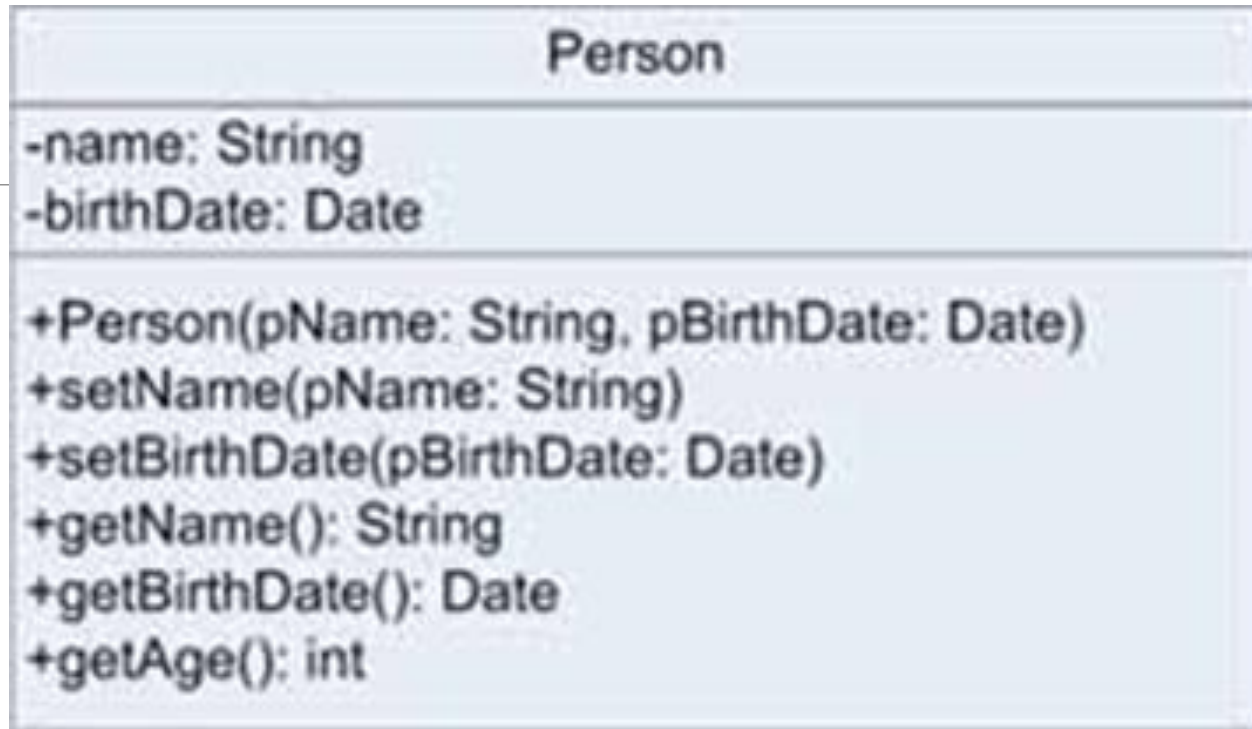 Person
-name: String
-birthDate: Date
+Person(pName: String, pBirthDate: Date)
+setName(pName: String)
+setBirthDate(pBirthDate: Date)
+getName(): String
+getBirthDate(): Date
+getAge(): int